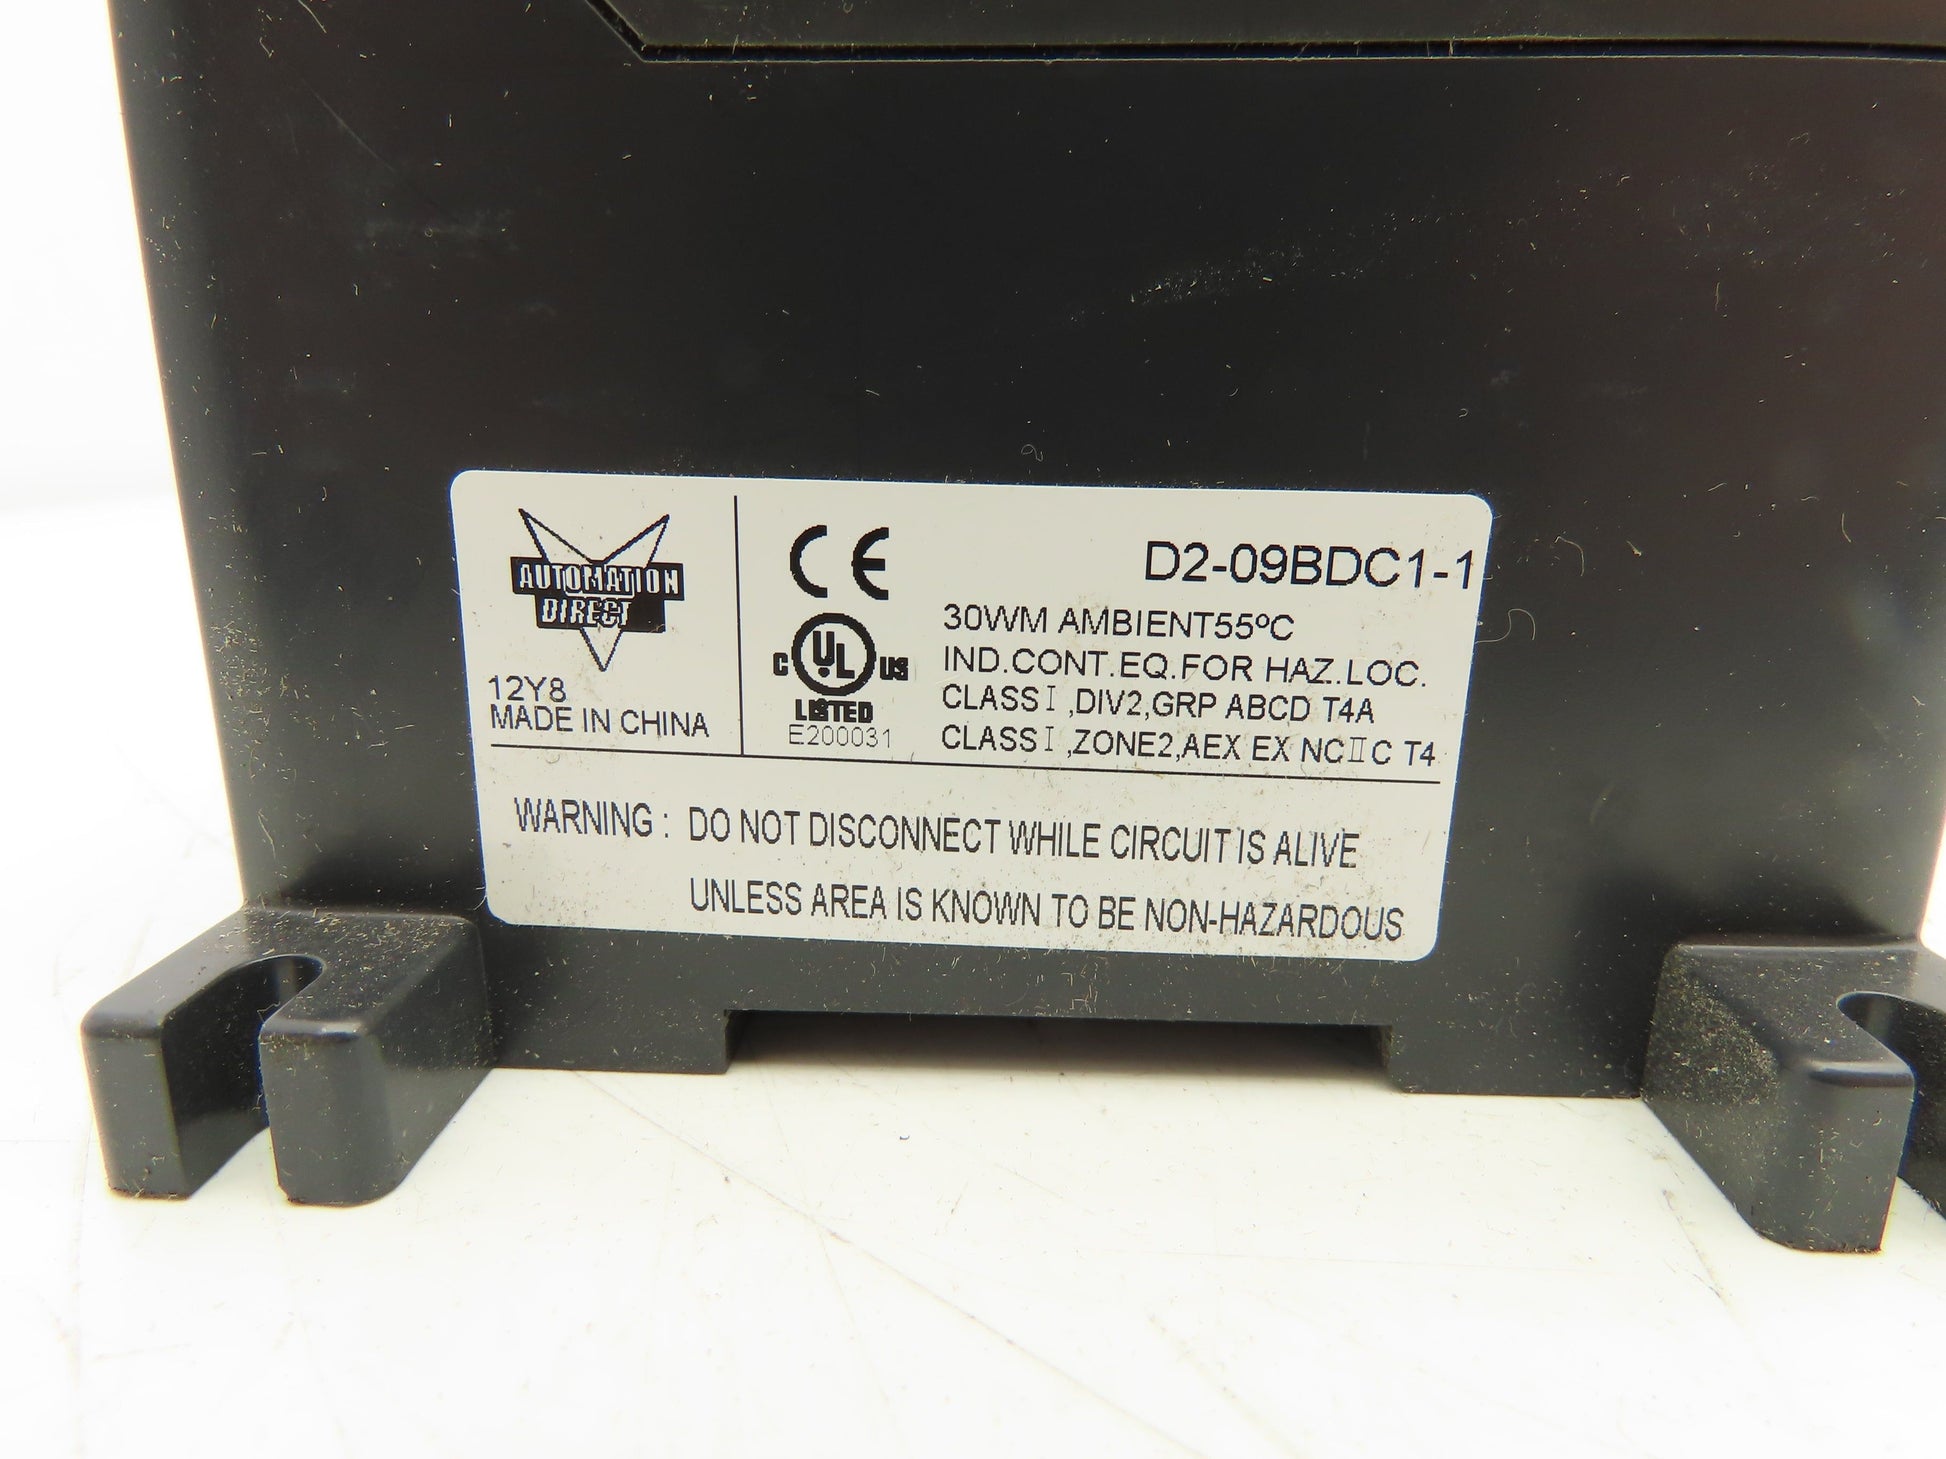 AUTOMATION
DIRECT
12Y8
MADE IN CHINA
CE
C UL US
LISTED
E200031
D2-09BDC1-1
30WM AMBIENT55ºC
IND.CONT.EQ.FOR HAZ.LOC.
CLASSⅠ,DIV2,GRP ABCD T4A
CLASSⅠ,ZONE2,AEX EX NCⅡC T4
WARNING : DO NOT DISCONNECT WHILE CIRCUIT IS ALIVE
UNLESS AREA IS KNOWN TO BE NON-HAZARDOUS